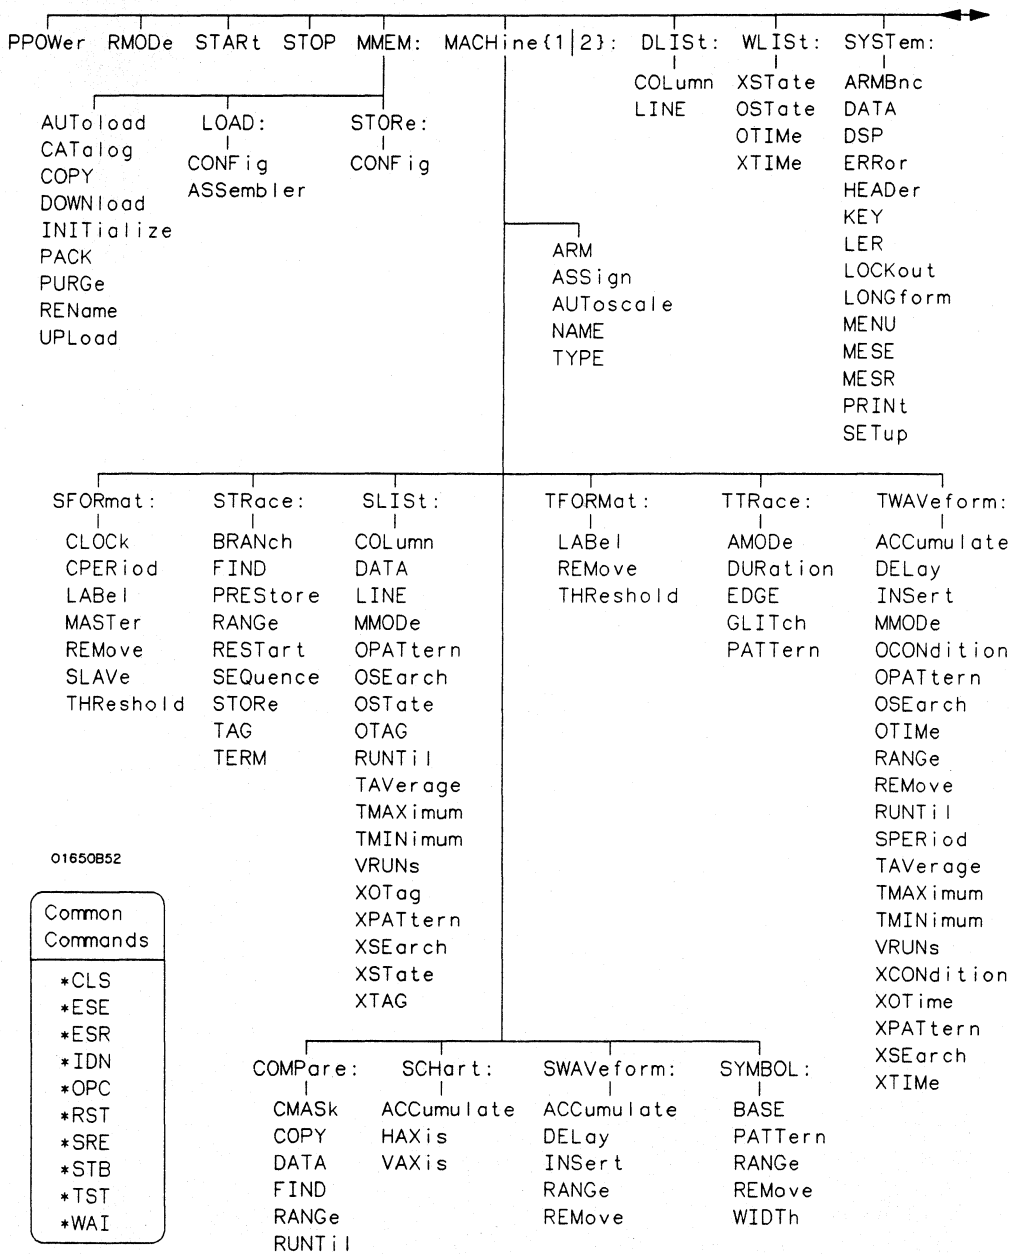 PPOWer RMODe STARt STOP MMEM: MACHine{1|2}: DLISt: WLISt: SYSTem:
COLumn
LINE
XSTate
OSTate
OTIMe
XTIMe
ARMBnc
DATA
DSP
ERRor
HEADer
KEY
LER
LOCKout
LONGform
MENU
MESE
MESR
PRINt
SETup
AUToload
CATalog
COPY
DOWNload
INITialize
PACK
PURGe
REName
UPLoad
LOAD:
CONFig
ASSembler
STORe:
CONFig
ARM
ASSign
AUToscale
NAME
TYPE
SFORmat:
CLOCk
CPERiod
LABel
MASTer
REMove
SLAVe
THReshold
STRace:
BRANch
FIND
PREStore
RANGe
RESTart
SEQuence
STORe
TAG
TERM
SLISt:
COLumn
DATA
LINE
MMODe
OPATtern
OSEarch
OSTate
OTAG
RUNTil
TAVerage
TMAXimum
TMINimum
VRUNs
XOTag
XPATtern
XSEarch
XSTate
XTAG
TFORMat:
LABel
REMove
THReshold
TTRace:
AMODe
DURation
EDGE
GLITch
PATTern
TWAVeform:
ACCumulate
DELay
INSert
MMODe
OCONdition
OPATtern
OSEarch
OTIMe
RANGe
REMove
RUNTil
SPERiod
TAVerage
TMAXimum
TMINimum
VRUNs
XCONdition
XOTime
XPATtern
XSEarch
XTIMe
01650B52
Common
Commands
*CLS
*ESE
*ESR
*IDN
*OPC
*RST
*SRE
*STB
*TST
*WAI
COMPare:
CMASk
COPY
DATA
FIND
RANGe
RUNTil
SCHart:
ACCumulate
HAXis
VAXis
SWAVeform:
ACCumulate
DELay
INSert
RANGe
REMove
SYMBOL:
BASE
PATTern
RANGe
REMove
WIDTh